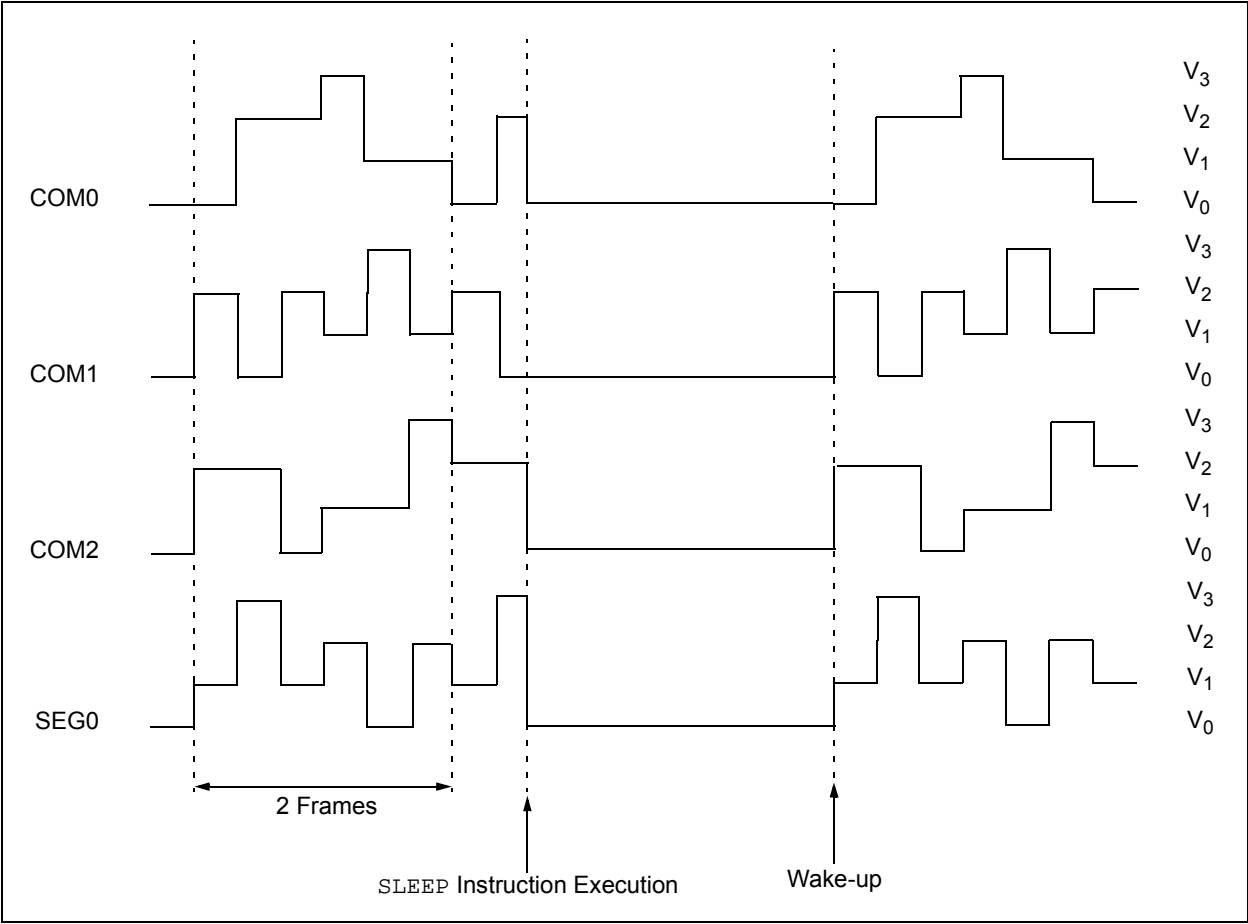 V3
V2
V1
COM0 V0
V3
V2
V1
COM1 V0
V3
V2
V1
COM2 V0
V3
V2
V1
SEG0 V0
2 Frames
SLEEP Instruction Execution
Wake-up